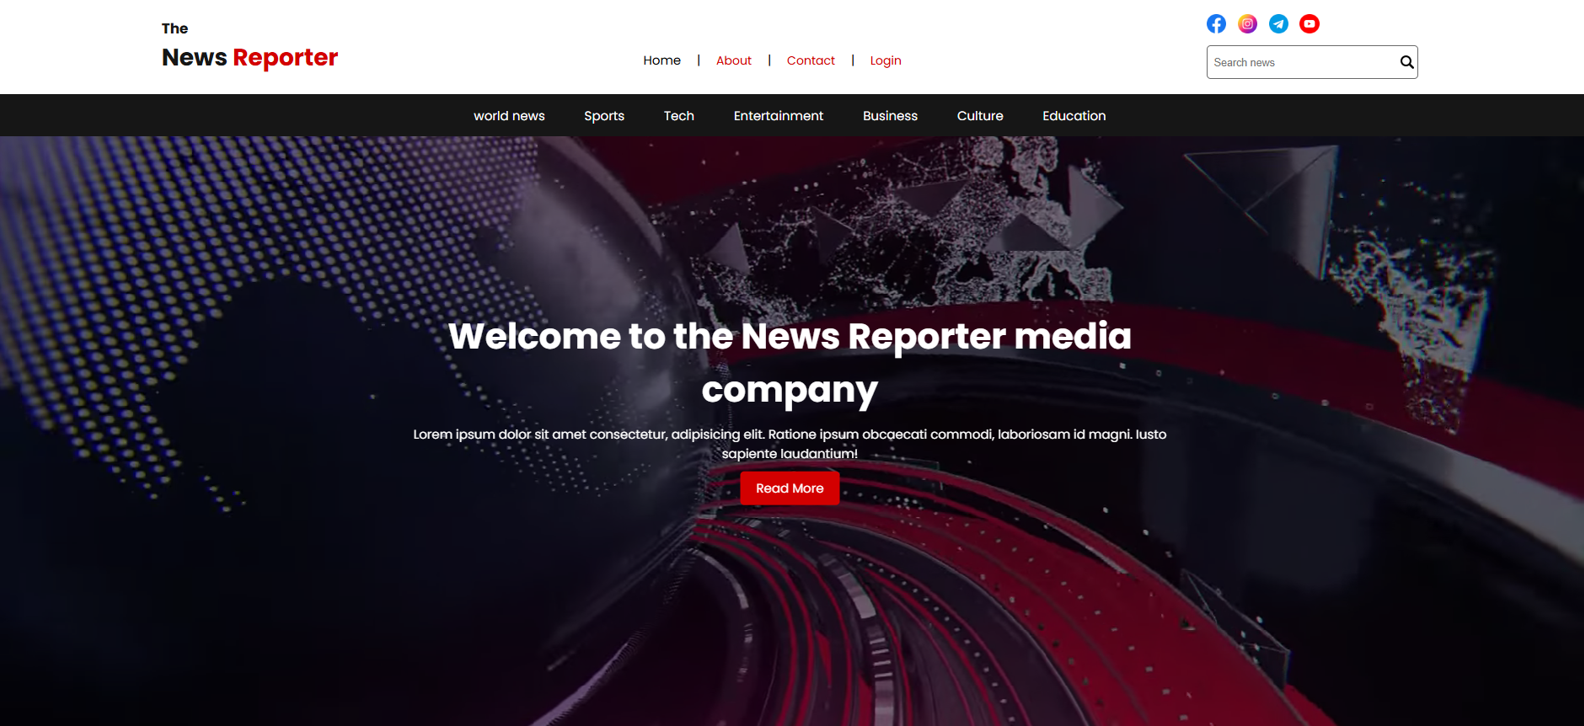 The
News Reporter
Home | About | Contact | Login
Search news
world news Sports Tech Entertainment Business Culture Education
Welcome to the News Reporter media
company
Lorem ipsum dolor sit amet consectetur, adipisicing elit. Ratione ipsum obcaecati commodi, laboriosam id magni. Iusto
sapiente laudantium!
Read More